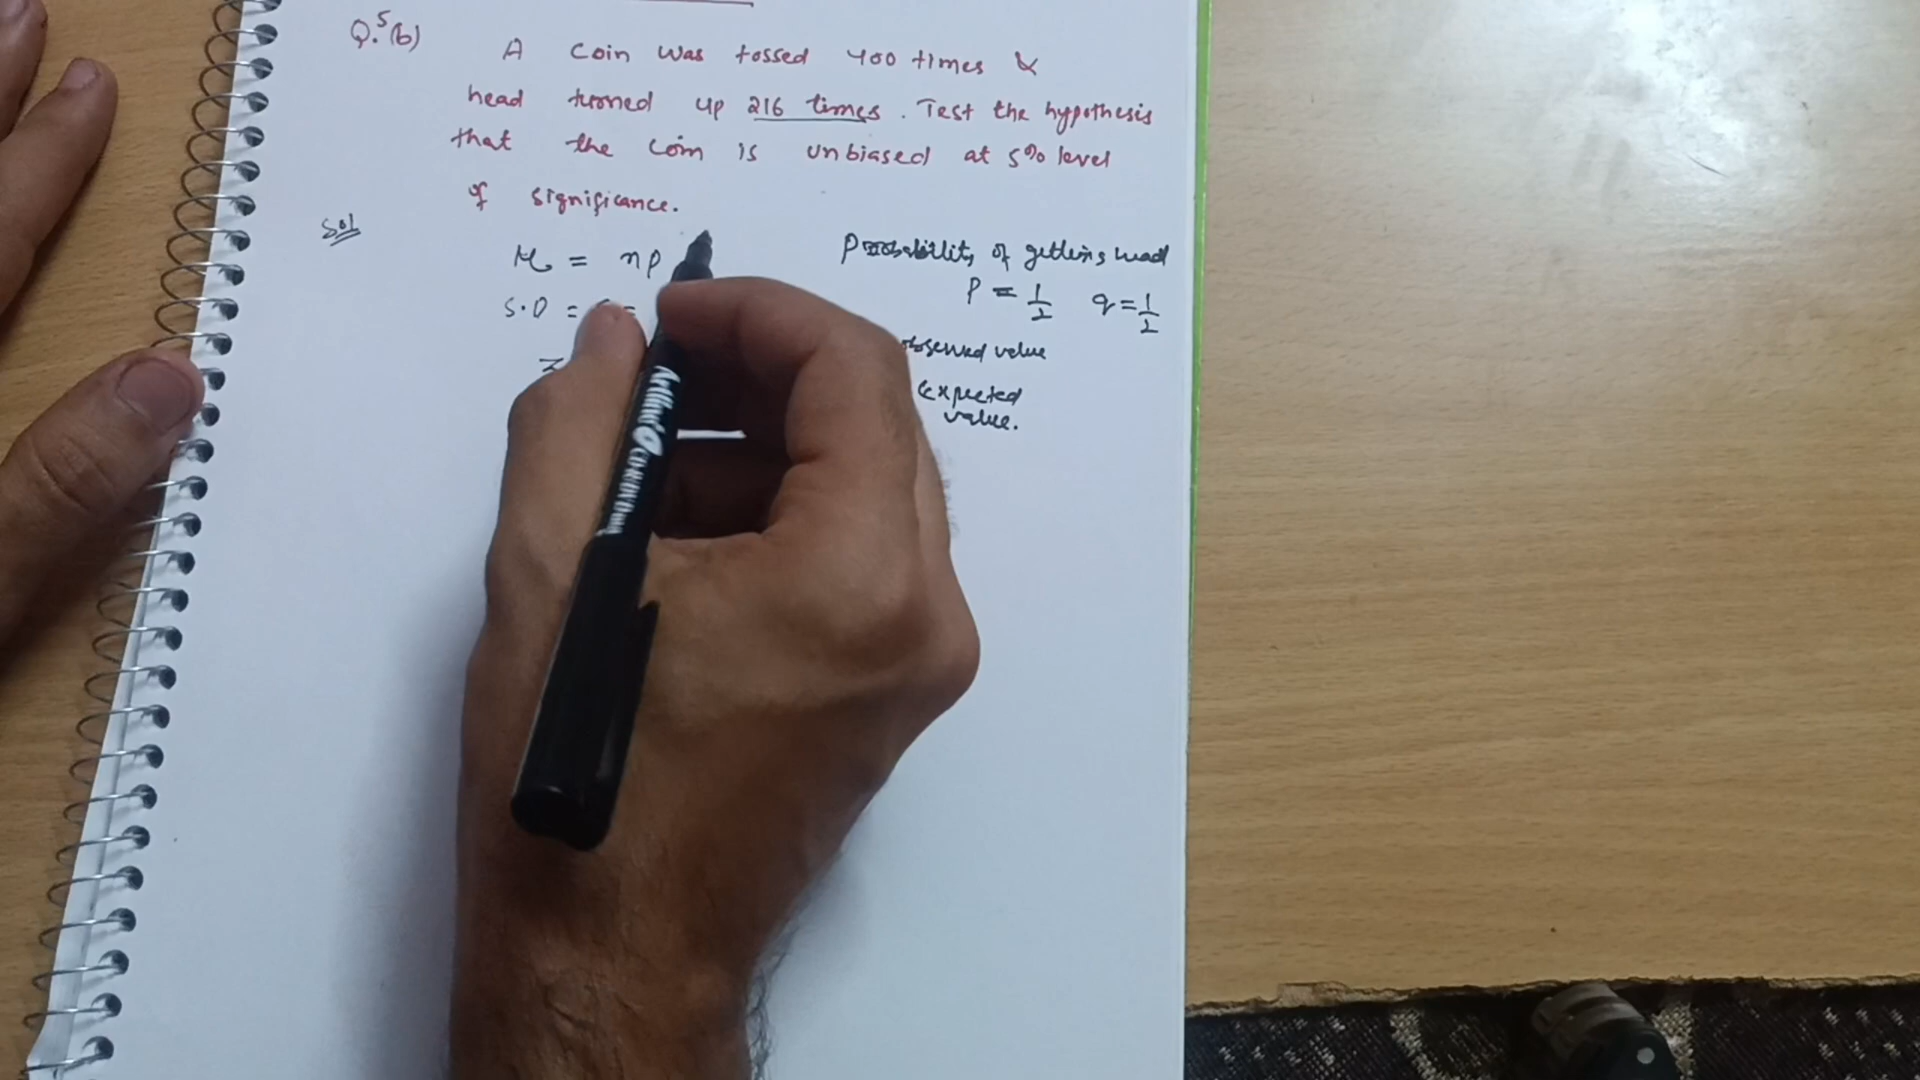 Q.5(b)
A coin was tossed 400 times &
head turned up 216 times. Test the hypothesis
that the coin is unbiased at 5% level
of significance.
Sol
μ = np
Probability of getting head
P = 1/2 q = 1/2
S.D =
observed value
Z
Expected
value.
Artline